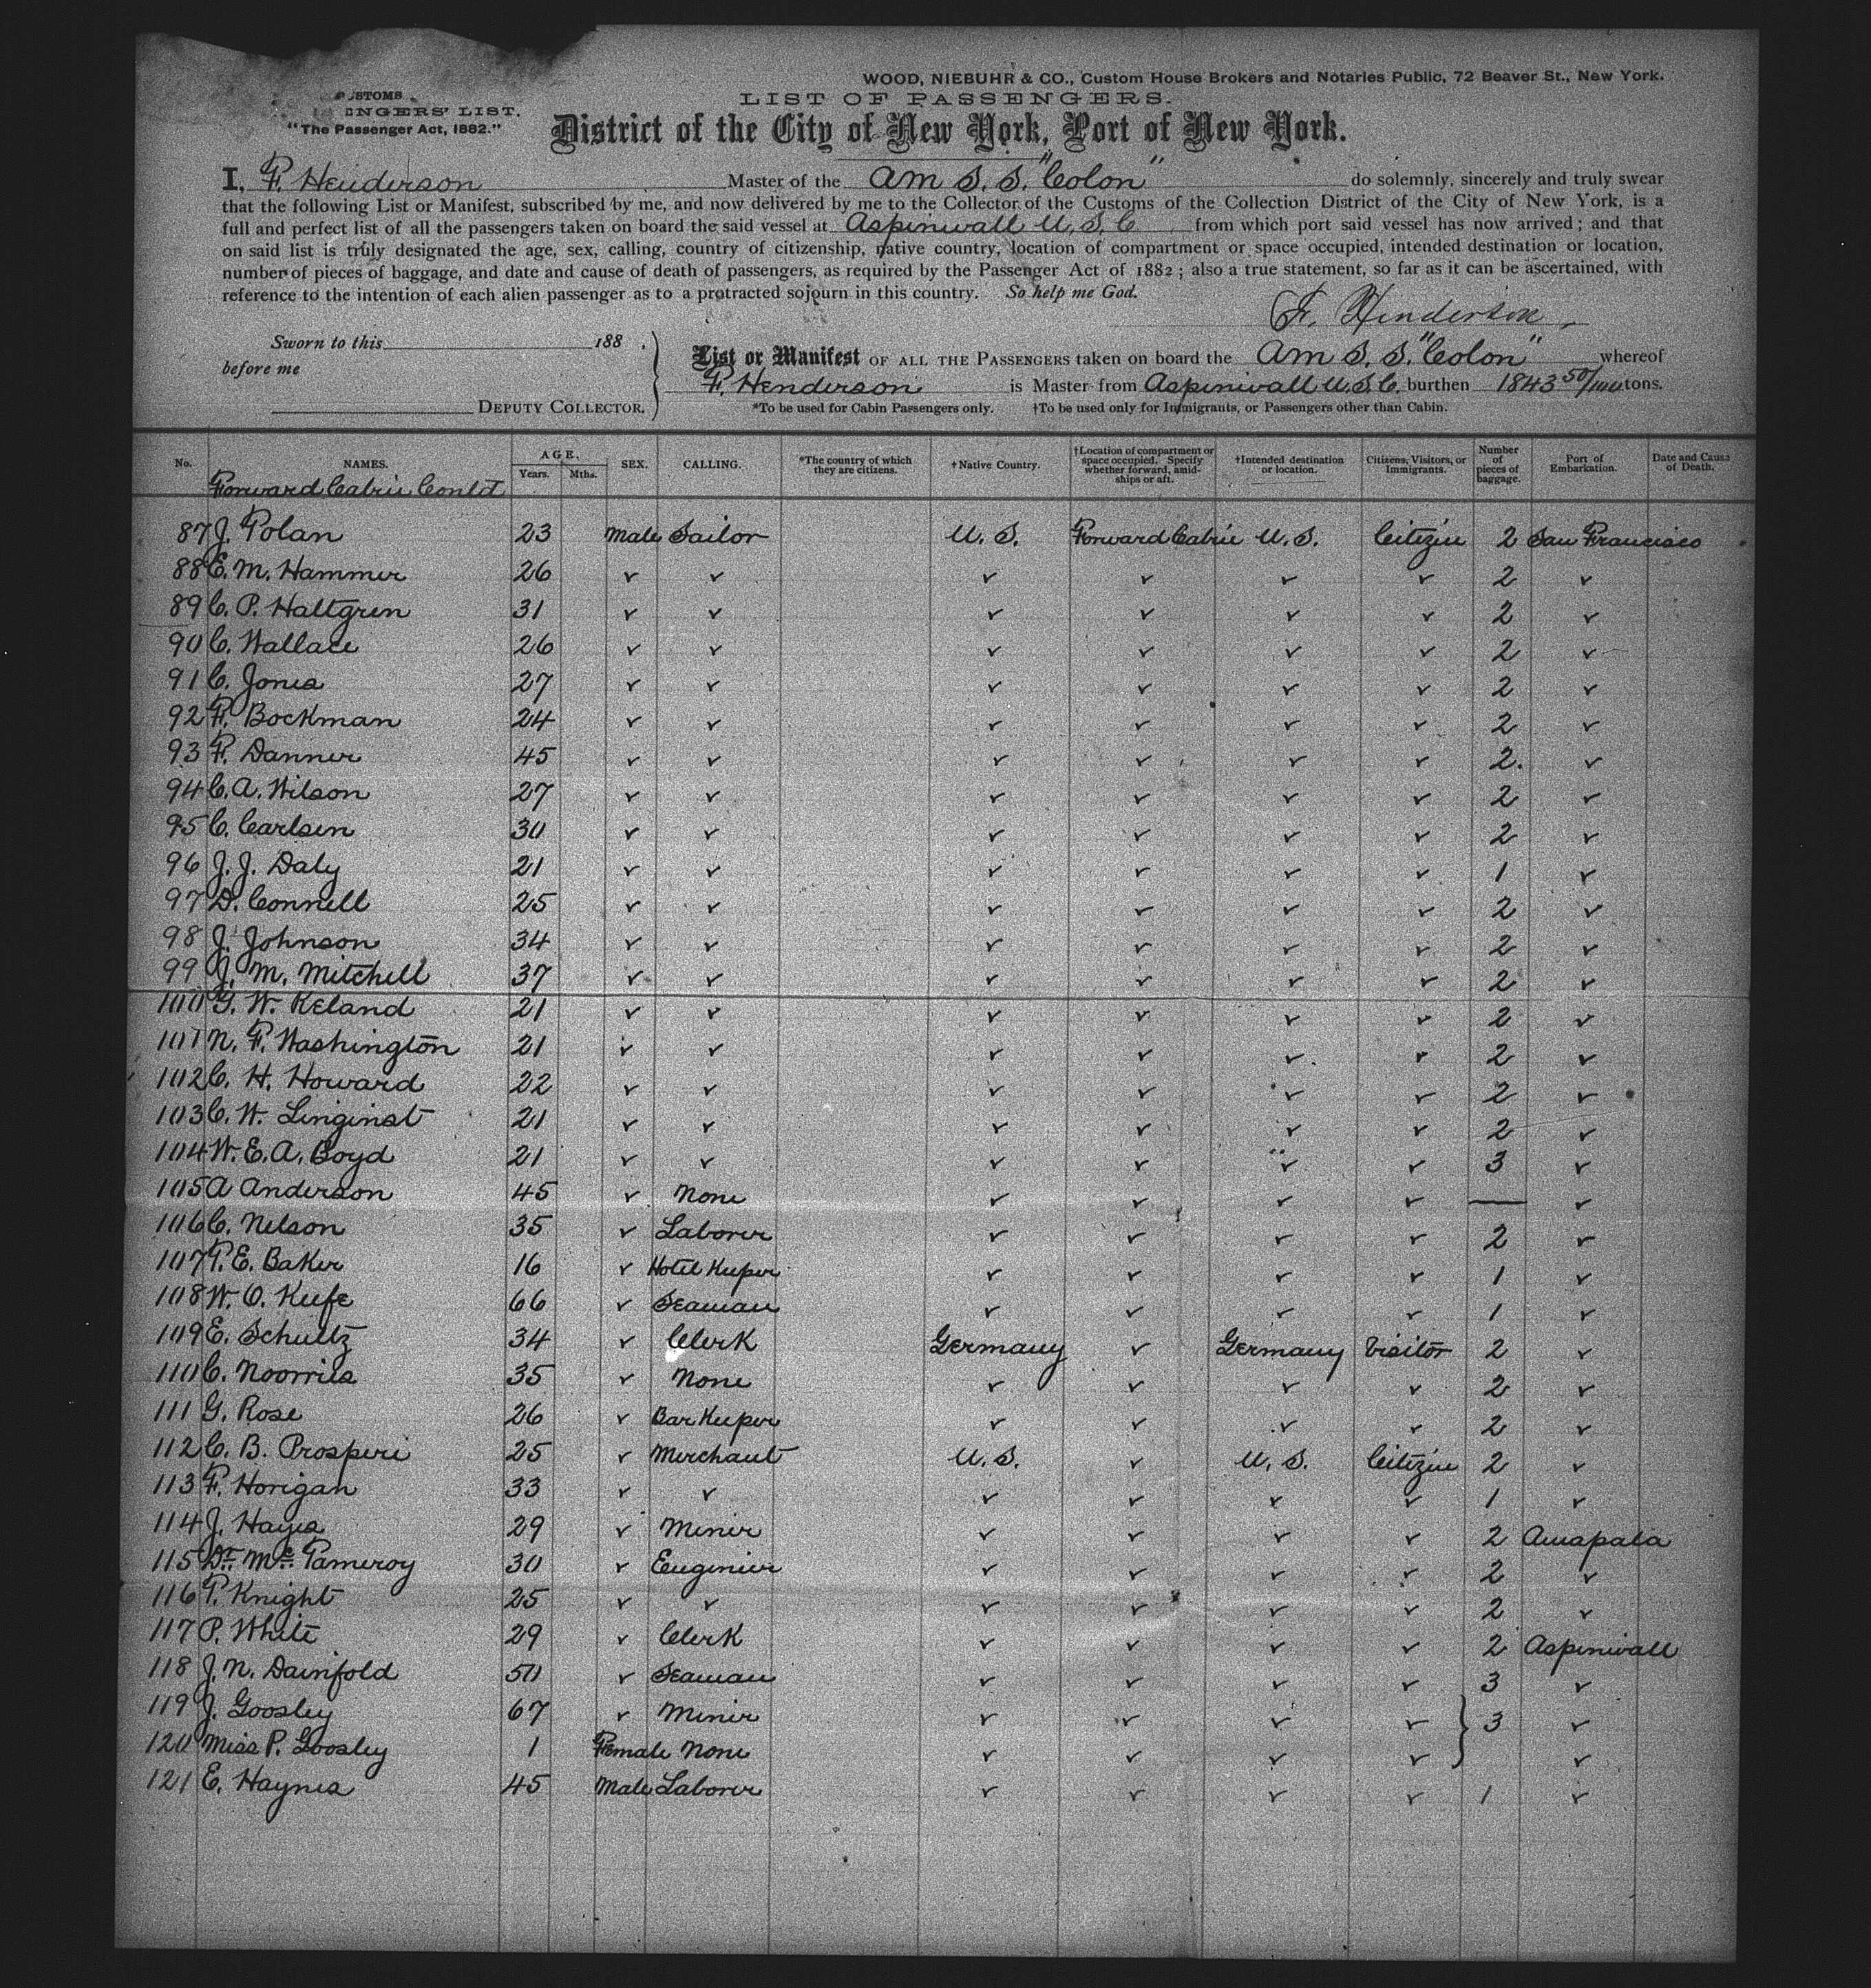 WOOD, NIEBUHR & CO., Custom House Brokers and Notaries Public, 72 Beaver St., New York.
USTOMS
ENGERS' LIST.
"The Passenger Act, 1882."
LIST OF PASSENGERS.
District of the City of New York, Port of New York.
I, F. Henderson Master of the Am S. S. "Colon" do solemnly, sincerely and truly swear
that the following List or Manifest, subscribed by me, and now delivered by me to the Collector of the Customs of the Collection District of the City of New York, is a
full and perfect list of all the passengers taken on board the said vessel at Aspinwall U. S. C from which port said vessel has now arrived; and that
on said list is truly designated the age, sex, calling, country of citizenship, native country, location of compartment or space occupied, intended destination or location,
number of pieces of baggage, and date and cause of death of passengers, as required by the Passenger Act of 1882; also a true statement, so far as it can be ascertained, with
reference to the intention of each alien passenger as to a protracted sojourn in this country. So help me God.
F. Henderson
Sworn to this 188 .
before me
DEPUTY COLLECTOR.
List or Manifest OF ALL THE PASSENGERS taken on board the Am S. S. "Colon" whereof
F. Henderson is Master from Aspinwall U.S.C. burthen 1843 50/100 tons.
*To be used for Cabin Passengers only. †To be used only for Immigrants, or Passengers other than Cabin.
No. NAMES. AGE. Years. Mths. SEX. CALLING. *The country of which they are citizens. †Native Country. †Location of compartment or space occupied. Specify whether forward, amidships or aft. †Intended destination or location. Citizens, Visitors, or Immigrants. Number of pieces of baggage. Port of Embarkation. Date and Cause of Death.
Forward Cabin Contd
87 J. Polan 23 Male Sailor U. S. Forward Cabin U. S. Citizen 2 San Francisco
88 E. M. Hammer 26 ✓ ✓ ✓ ✓ ✓ ✓ 2 ✓
89 C. P. Haltgren 31 ✓ ✓ ✓ ✓ ✓ ✓ 2 ✓
90 C. Wallace 26 ✓ ✓ ✓ ✓ ✓ ✓ 2 ✓
91 C. Jones 27 ✓ ✓ ✓ ✓ ✓ ✓ 2 ✓
92 F. Bockman 24 ✓ ✓ ✓ ✓ ✓ ✓ 2 ✓
93 F. Danner 45 ✓ ✓ ✓ ✓ ✓ ✓ 2. ✓
94 C. A. Wilson 27 ✓ ✓ ✓ ✓ ✓ ✓ 2 ✓
95 C. Carlsen 30 ✓ ✓ ✓ ✓ ✓ ✓ 2 ✓
96 J. J. Daly 21 ✓ ✓ ✓ ✓ ✓ ✓ 1 ✓
97 D. Connell 25 ✓ ✓ ✓ ✓ ✓ ✓ 2 ✓
98 J. Johnson 34 ✓ ✓ ✓ ✓ ✓ ✓ 2 ✓
99 J. M. Mitchell 37 ✓ ✓ ✓ ✓ ✓ ✓ 2 ✓
100 G. W. Keland 21 ✓ ✓ ✓ ✓ ✓ ✓ 2 ✓
101 N. F. Washington 21 ✓ ✓ ✓ ✓ ✓ ✓ 2 ✓
102 C. H. Howard 22 ✓ ✓ ✓ ✓ ✓ ✓ 2 ✓
103 C. W. Linginst 21 ✓ ✓ ✓ ✓ ✓ ✓ 2 ✓
104 W. E. A. Boyd 21 ✓ ✓ ✓ ✓ ✓ ✓ 3 ✓
105 A Anderson 45 ✓ None ✓ ✓ ✓ ✓ — ✓
106 C. Nelson 35 ✓ Laborer ✓ ✓ ✓ ✓ 2 ✓
107 P. E. Baker 16 ✓ Hotel Keeper ✓ ✓ ✓ ✓ 1 ✓
108 W. O. Keefe 66 ✓ Seaman ✓ ✓ ✓ ✓ 1 ✓
109 E. Schultz 34 ✓ Clerk Germany ✓ Germany Visitor 2 ✓
110 C. Noorries 35 ✓ None ✓ ✓ ✓ ✓ 2 ✓
111 G. Rose 26 ✓ Bar Keeper ✓ ✓ ✓ ✓ 2 ✓
112 C. B. Prosperi 25 ✓ Merchant U. S. ✓ U. S. Citizen 2 ✓
113 F. Horigan 33 ✓ ✓ ✓ ✓ ✓ ✓ 1 ✓
114 J. Hayes 29 ✓ Miner ✓ ✓ ✓ ✓ 2 Amapala
115 Dr. Mc. Pameroy 30 ✓ Enginier ✓ ✓ ✓ ✓ 2 ✓
116 P. Knight 25 ✓ ✓ ✓ ✓ ✓ ✓ 2 ✓
117 P. White 29 ✓ Clerk ✓ ✓ ✓ ✓ 2 Aspinwall
118 J. N. Dainfold 50 ✓ Seaman ✓ ✓ ✓ ✓ 3 ✓
119 J. Goosley 67 ✓ Miner ✓ ✓ ✓ ✓ 3 ✓
120 Miss P. Goosley 1 Female None ✓ ✓ ✓ ✓ ✓
121 E. Haynes 45 Male Laborer ✓ ✓ ✓ ✓ 1 ✓